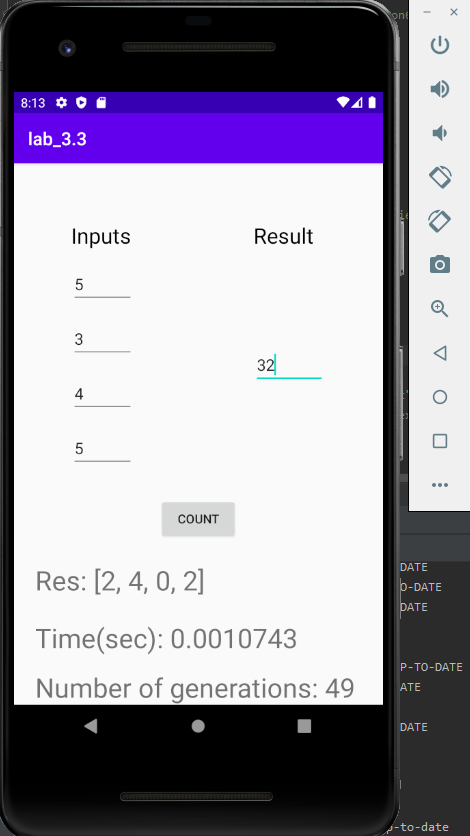 8:13
lab_3.3
Inputs
Result
5
3
32
4
5
COUNT
Res: [2, 4, 0, 2]
Time(sec): 0.0010743
Number of generations: 49
DATE
O-DATE
DATE
P-TO-DATE
ATE
DATE
p-to-date